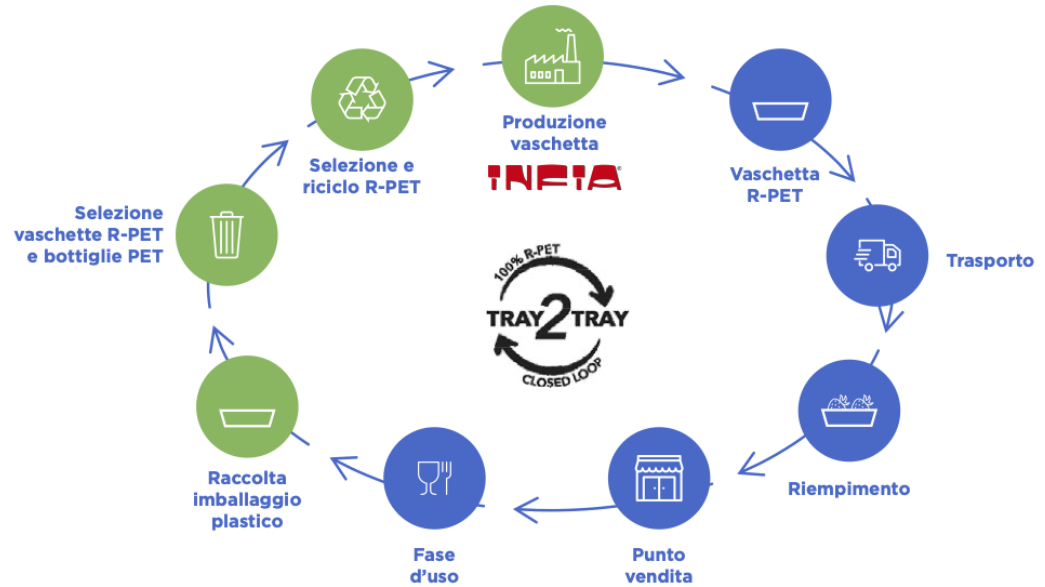 Produzione
vaschetta
INFIA®
Vaschetta
R-PET
Trasporto
Riempimento
Punto
vendita
Fase
d'uso
Raccolta
imballaggio
plastico
Selezione
vaschette R-PET
e bottiglie PET
Selezione e
riciclo R-PET
100% R-PET
TRAY2TRAY
CLOSED LOOP